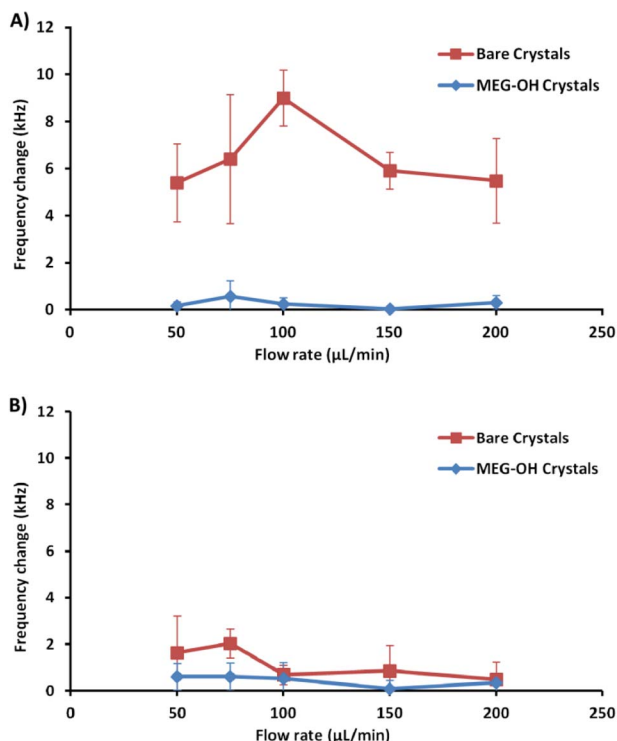 A)
12
10
8
6
4
2
0
Frequency change (kHz)
Bare Crystals
MEG-OH Crystals
0 50 100 150 200 250
Flow rate (µL/min)
B)
12
10
8
6
4
2
0
Frequency change (kHz)
Bare Crystals
MEG-OH Crystals
0 50 100 150 200 250
Flow rate (µL/min)